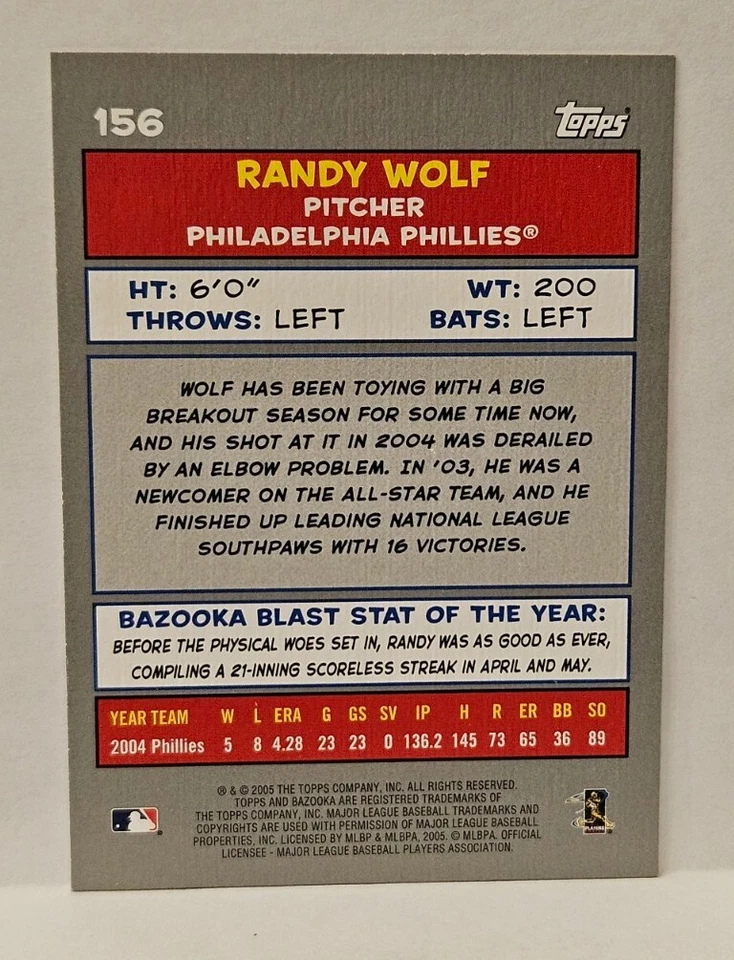 156
Topps
RANDY WOLF
PITCHER
PHILADELPHIA PHILLIES®
HT: 6'0" WT: 200
THROWS: LEFT BATS: LEFT
WOLF HAS BEEN TOYING WITH A BIG
BREAKOUT SEASON FOR SOME TIME NOW,
AND HIS SHOT AT IT IN 2004 WAS DERAILED
BY AN ELBOW PROBLEM. IN '03, HE WAS A
NEWCOMER ON THE ALL-STAR TEAM, AND HE
FINISHED UP LEADING NATIONAL LEAGUE
SOUTHPAWS WITH 16 VICTORIES.
BAZOOKA BLAST STAT OF THE YEAR:
BEFORE THE PHYSICAL WOES SET IN, RANDY WAS AS GOOD AS EVER,
COMPILING A 21-INNING SCORELESS STREAK IN APRIL AND MAY.
YEAR TEAM W L ERA G GS SV IP H R ER BB SO
2004 Phillies 5 8 4.28 23 23 0 136.2 145 73 65 36 89
® & © 2005 THE TOPPS COMPANY, INC. ALL RIGHTS RESERVED.
TOPPS AND BAZOOKA ARE REGISTERED TRADEMARKS OF
THE TOPPS COMPANY, INC. MAJOR LEAGUE BASEBALL TRADEMARKS AND
COPYRIGHTS ARE USED WITH PERMISSION OF MAJOR LEAGUE BASEBALL
PROPERTIES, INC. LICENSED BY MLBP & MLBPA, 2005. © MLBPA. OFFICIAL
LICENSEE - MAJOR LEAGUE BASEBALL PLAYERS ASSOCIATION.